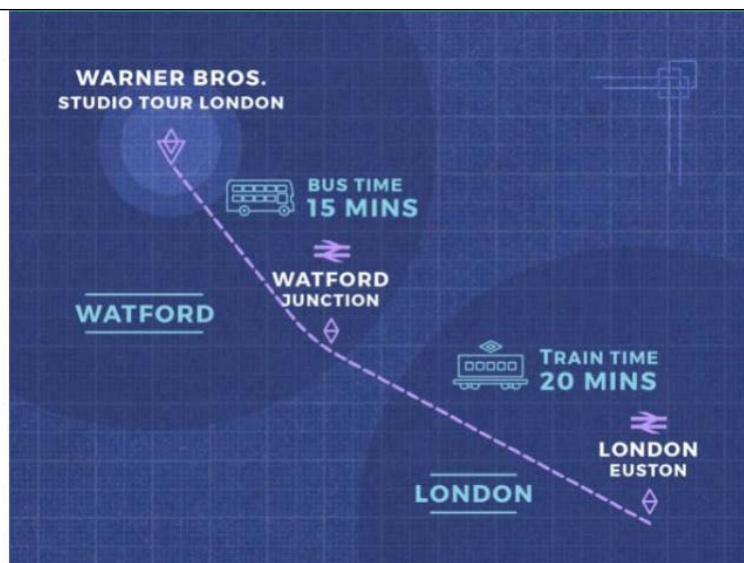 WARNER BROS.
STUDIO TOUR LONDON
BUS TIME
15 MINS
WATFORD
JUNCTION
WATFORD
TRAIN TIME
20 MINS
LONDON
EUSTON
LONDON